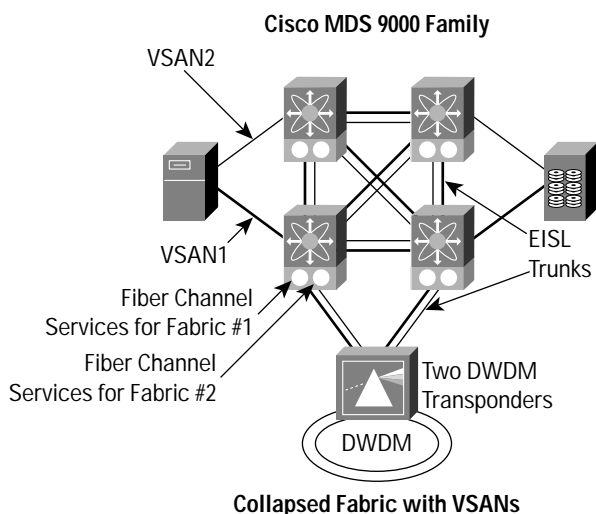 Cisco MDS 9000 Family
VSAN2
VSAN1
EISL
Trunks
Fiber Channel
Services for Fabric #1
Fiber Channel
Services for Fabric #2
Two DWDM
Transponders
DWDM
Collapsed Fabric with VSANs